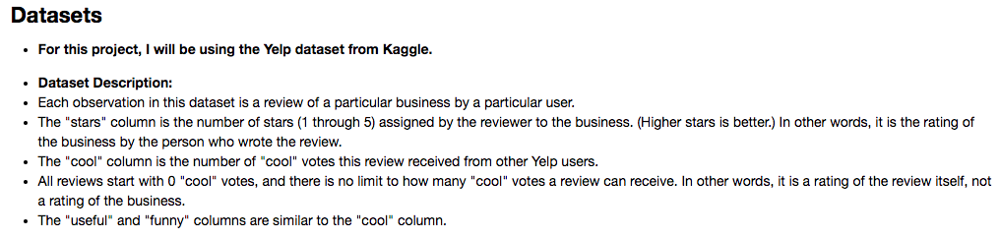 Datasets
• For this project, I will be using the Yelp dataset from Kaggle.
• Dataset Description:
• Each observation in this dataset is a review of a particular business by a particular user.
• The "stars" column is the number of stars (1 through 5) assigned by the reviewer to the business. (Higher stars is better.) In other words, it is the rating of
the business by the person who wrote the review.
• The "cool" column is the number of "cool" votes this review received from other Yelp users.
• All reviews start with 0 "cool" votes, and there is no limit to how many "cool" votes a review can receive. In other words, it is a rating of the review itself, not
a rating of the business.
• The "useful" and "funny" columns are similar to the "cool" column.